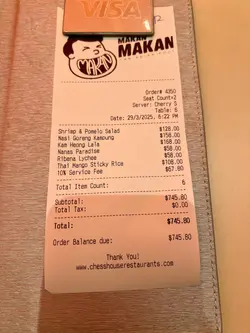 VISA
MAKAN
MAKAN
MAKAN
Order# 4350
Seat Count=2
Server: Cherry S
Table: 6
Date: 29/3/2025, 6:22 PM
Shrimp & Pomelo Salad $128.00
Nasi Goreng Kampung $158.00
Kam Heong Lala $168.00
Nanas Paradise $58.00
Ribena Lychee $58.00
Thai Mango Sticky Rice $108.00
10% Service Fee $67.80
Total Item Count: 6
Subtotal: $745.80
Total Tax: $0.00
Total: $745.80
Order Balance due: $745.80
Thank You!
www.chesshouserestaurants.com